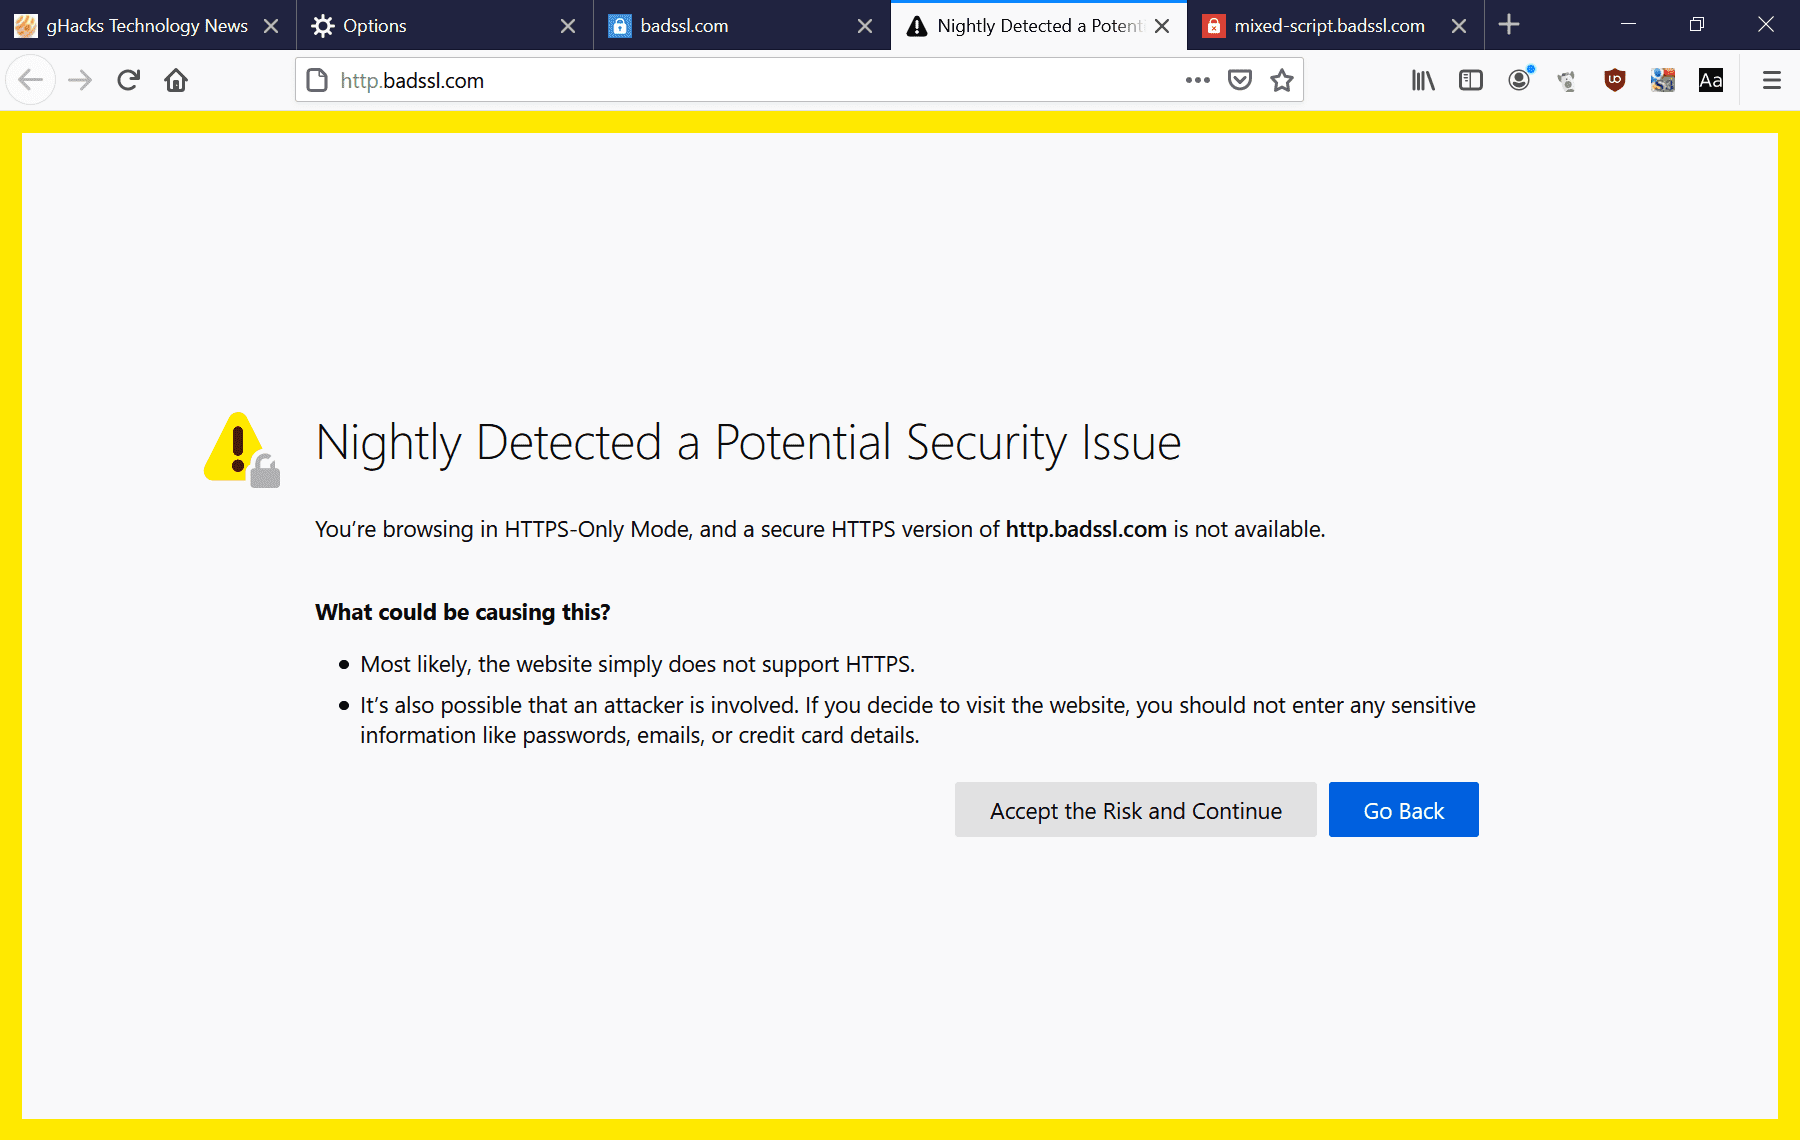 gHacks Technology News
Options
badssl.com
Nightly Detected a Potenti
mixed-script.badssl.com
http.badssl.com
uo
S
Aa
Nightly Detected a Potential Security Issue
You’re browsing in HTTPS-Only Mode, and a secure HTTPS version of http.badssl.com is not available.
What could be causing this?
Most likely, the website simply does not support HTTPS.
It’s also possible that an attacker is involved. If you decide to visit the website, you should not enter any sensitive
information like passwords, emails, or credit card details.
Accept the Risk and Continue
Go Back